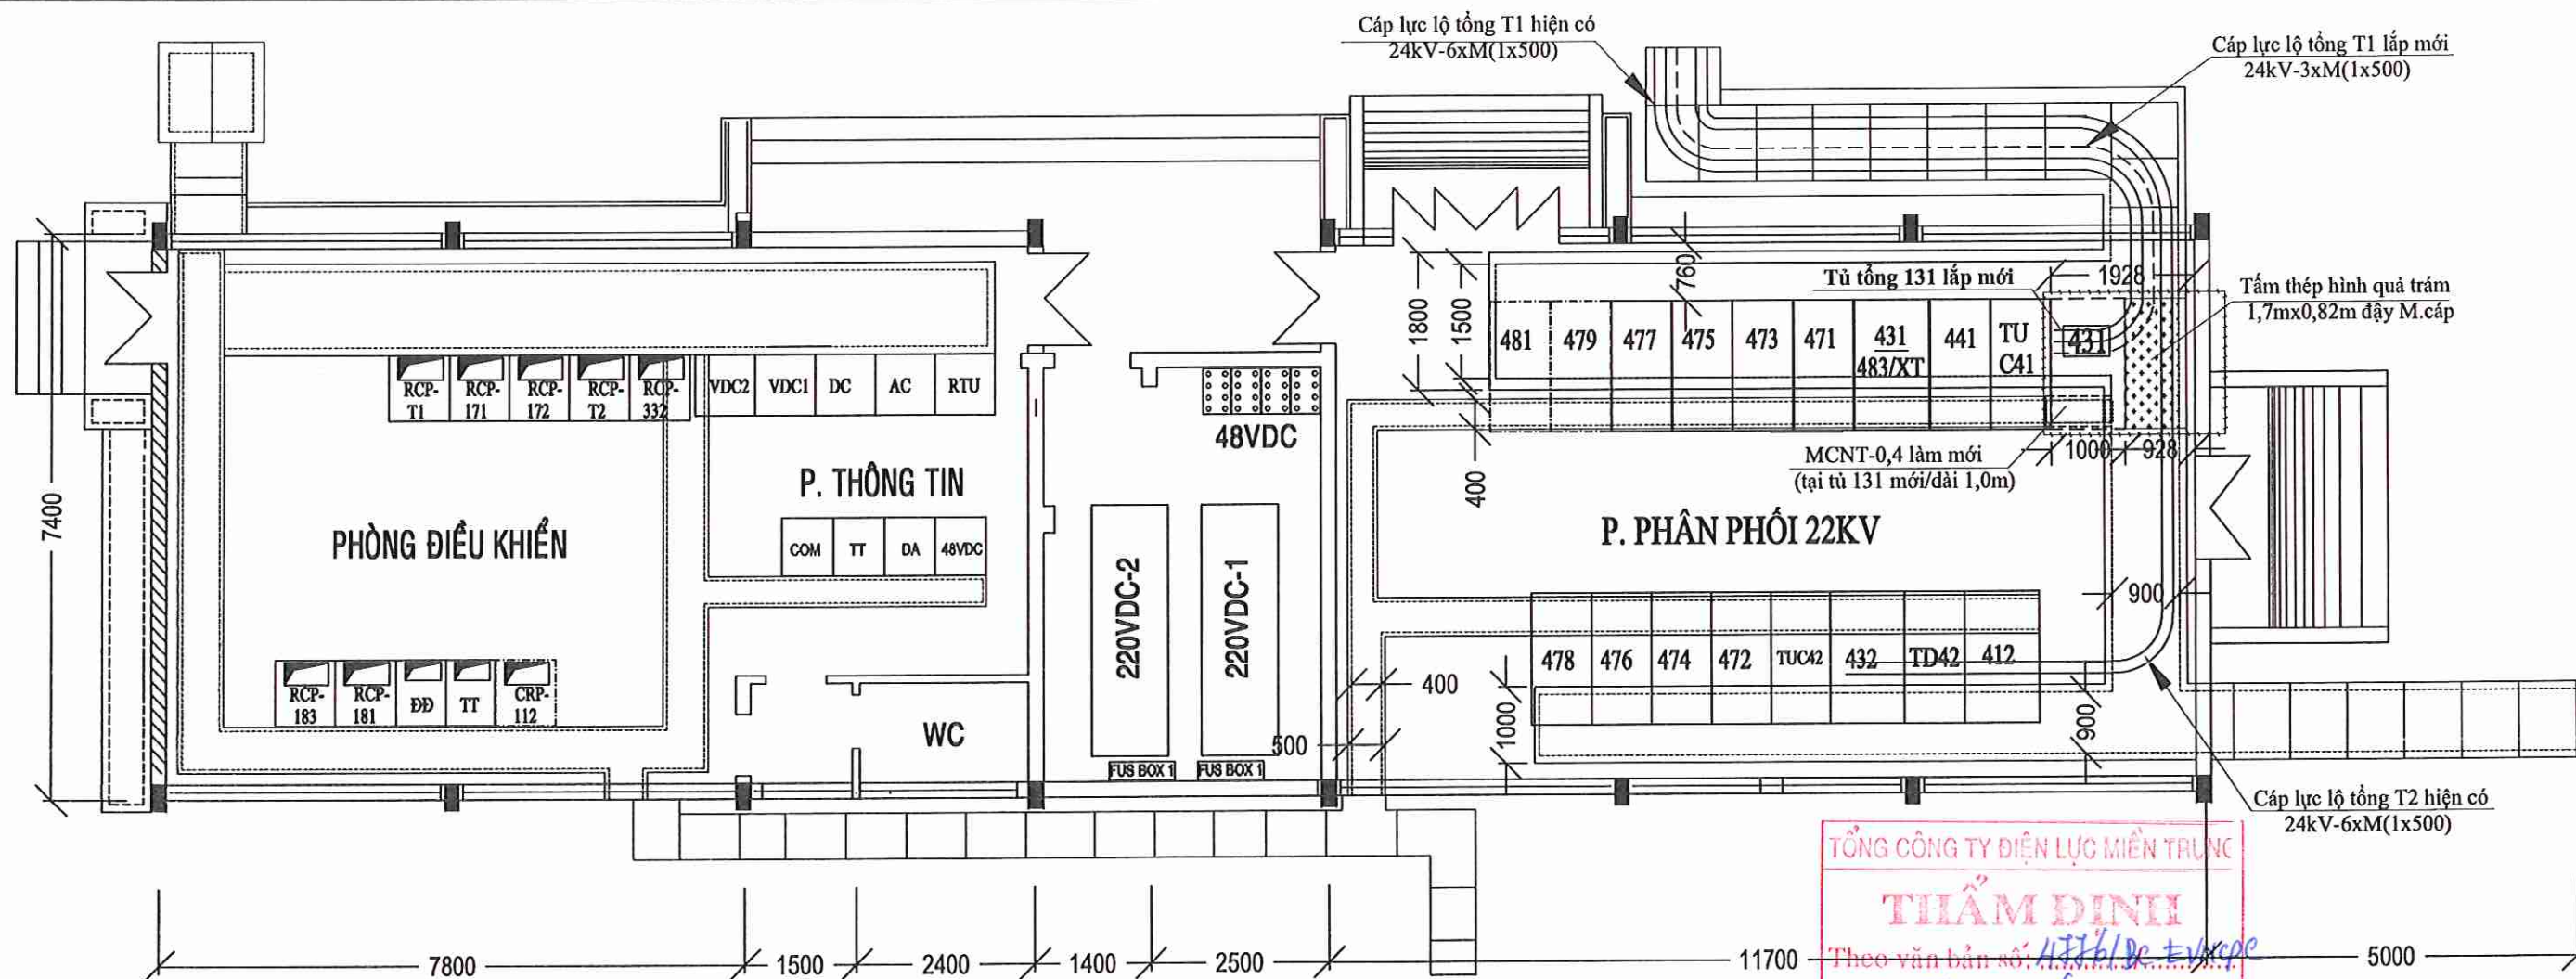 Cáp lực lộ tổng T1 hiện có
24kV-6xM(1x500)
Cáp lực lộ tổng T1 lắp mới
24kV-3xM(1x500)
Tủ tổng 131 lắp mới
1928
Tấm thép hình quả trám
1,7mx0,82m đậy M.cáp
760
1800
1500
481
479
477
475
473
471
431
483/XT
441
TU
C41
431
RCP-
T1
RCP-
171
RCP-
172
RCP-
T2
RCP-
332
VDC2
VDC1
DC
AC
RTU
48VDC
MCNT-0,4 làm mới
(tại tủ 131 mới/dài 1,0m)
1000
928
400
7400
PHÒNG ĐIỀU KHIỂN
P. THÔNG TIN
COM
TT
DA
48VDC
220VDC-2
220VDC-1
P. PHÂN PHỐI 22KV
900
478
476
474
472
TUC42
432
TD42
412
RCP-
183
RCP-
181
ĐĐ
TT
CRP-
112
WC
400
500
1000
900
FUS BOX 1
FUS BOX 1
Cáp lực lộ tổng T2 hiện có
24kV-6xM(1x500)
TỔNG CÔNG TY ĐIỆN LỰC MIỀN TRUNG
THẨM ĐỊNH
Theo văn bản số:
7800
1500
2400
1400
2500
11700
5000